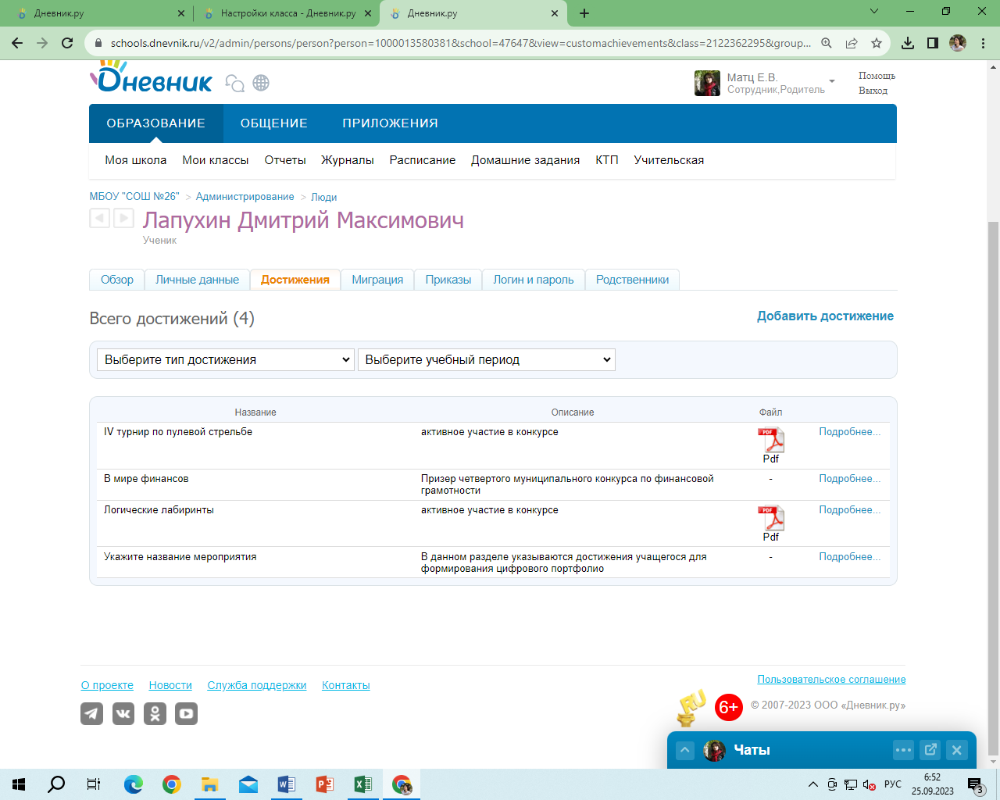 Дневник.ру
Настройки класса - Дневник.ру
Дневник.ру
schools.dnevnik.ru/v2/admin/persons/person?person=1000013580381&school=47647&view=customachievements&class=2122362295&group...
Дневник
Матц Е.В.
Сотрудник,Родитель
Помощь
Выход
ОБРАЗОВАНИЕ ОБЩЕНИЕ ПРИЛОЖЕНИЯ
Моя школа Мои классы Отчеты Журналы Расписание Домашние задания КТП Учительская
МБОУ "СОШ №26" > Администрирование > Люди
Лапухин Дмитрий Максимович
Ученик
Обзор Личные данные Достижения Миграция Приказы Логин и пароль Родственники
Всего достижений (4)
Добавить достижение
Выберите тип достижения Выберите учебный период
Название Описание Файл
IV турнир по пулевой стрельбе активное участие в конкурсе PDF Подробнее...
Pdf
В мире финансов Призер четвертого муниципального конкурса по финансовой - Подробнее...
грамотности
Логические лабиринты активное участие в конкурсе PDF Подробнее...
Pdf
Укажите название мероприятия В данном разделе указываются достижения учащегося для - Подробнее...
формирования цифрового портфолио
О проекте Новости Служба поддержки Контакты
Пользовательское соглашение
RU 6+ © 2007-2023 ООО «Дневник.ру»
Чаты
РУС
6:52
25.09.2023
3